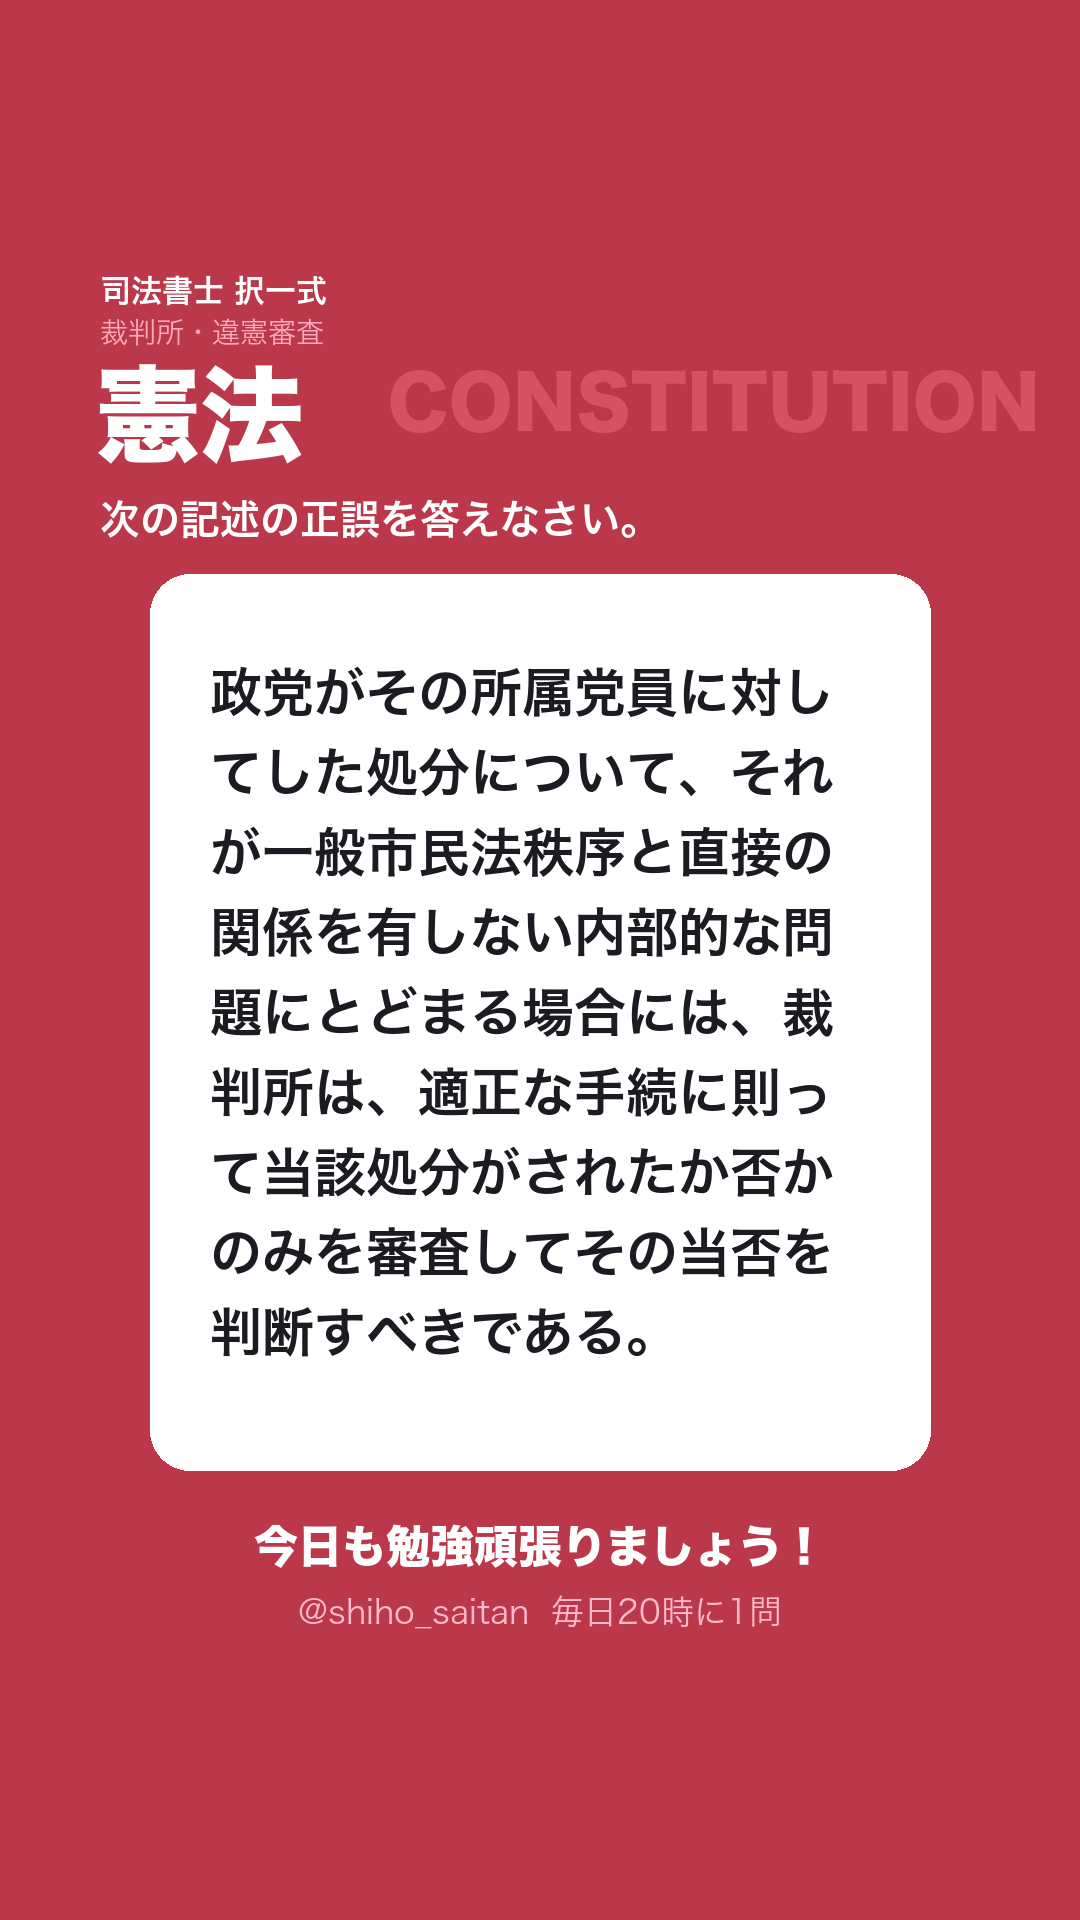 司法書士 択一式
裁判所・違憲審査
憲法
CONSTITUTION
次の記述の正誤を答えなさい。
政党がその所属党員に対し
てした処分について、それ
が一般市民法秩序と直接の
関係を有しない内部的な問
題にとどまる場合には、裁
判所は、適正な手続に則っ
て当該処分がされたか否か
のみを審査してその当否を
判断すべきである。
今日も勉強頑張りましょう！
@shiho_saitan 毎日20時に1問